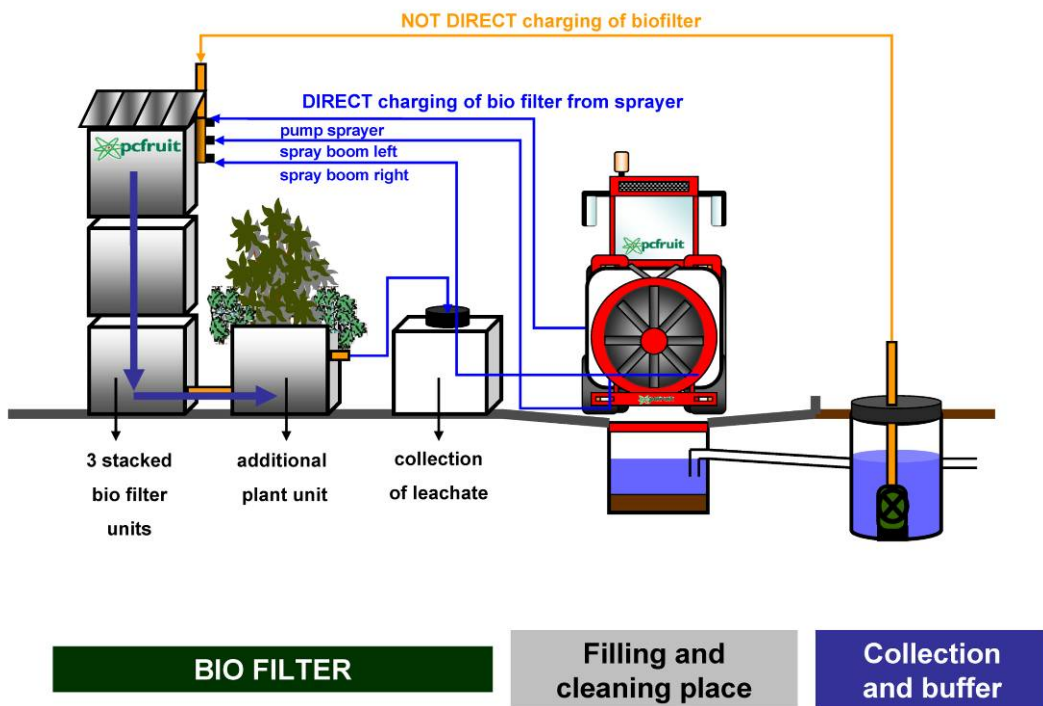 NOT DIRECT charging of biofilter
DIRECT charging of bio filter from sprayer
pump sprayer
spray boom left
spray boom right
pcfruit
pcfruit
pcfruit
3 stacked
bio filter
units
additional
plant unit
collection
of leachate
BIO FILTER
Filling and
cleaning place
Collection
and buffer